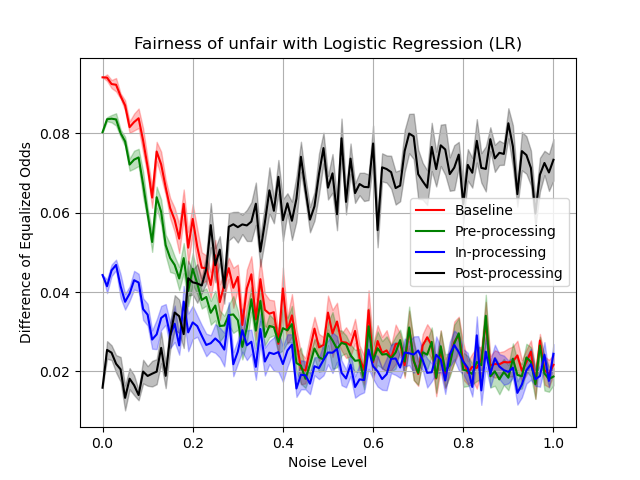 Fairness of unfair with Logistic Regression (LR)
Difference of Equalized Odds
0.08
0.06
0.04
0.02
Baseline
Pre-processing
In-processing
Post-processing
0.0 0.2 0.4 0.6 0.8 1.0
Noise Level